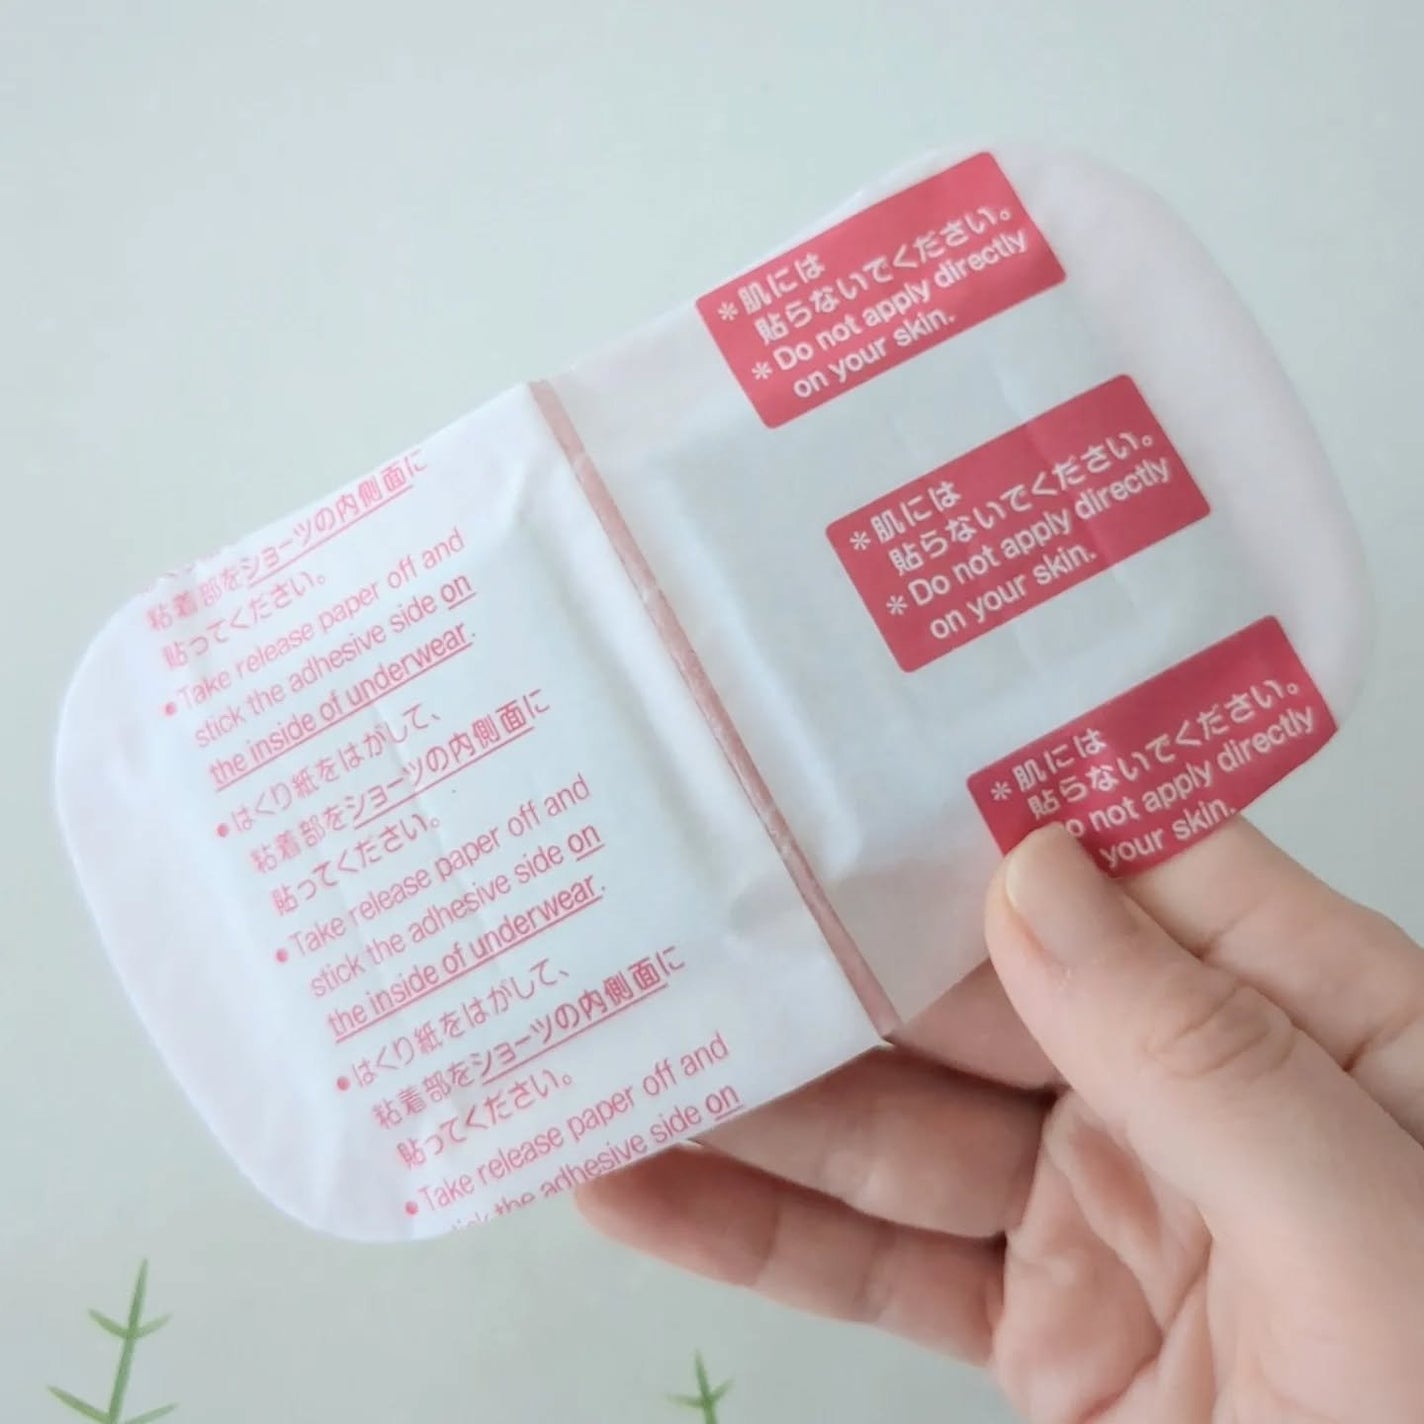 粘着部をショーツの内側面に
貼ってください。
●Take release paper off and
stick the adhesive side on
the inside of underwear.
●はくり紙をはがして、
粘着部をショーツの内側面に
貼ってください。
●Take release paper off and
stick the adhesive side on
the inside of underwear.
●はくり紙をはがして、
粘着部をショーツの内側面に
貼ってください。
●Take release paper off and
stick the adhesive side on
＊肌には
貼らないでください。
＊Do not apply directly
on your skin.
＊肌には
貼らないでください。
＊Do not apply directly
on your skin.
＊肌には
貼らないでください。
not apply directly
your skin.